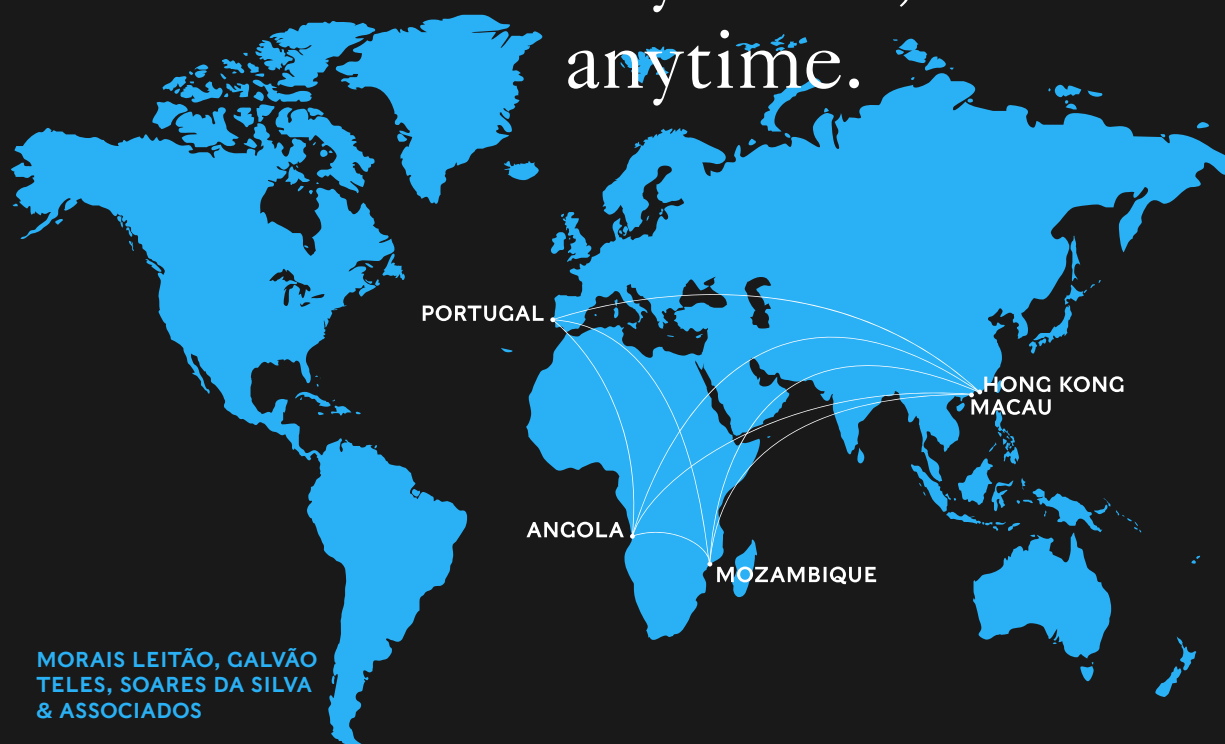 anytime.
PORTUGAL
HONG KONG
MACAU
ANGOLA
MOZAMBIQUE
MORAIS LEITÃO, GALVÃO
TELES, SOARES DA SILVA
& ASSOCIADOS